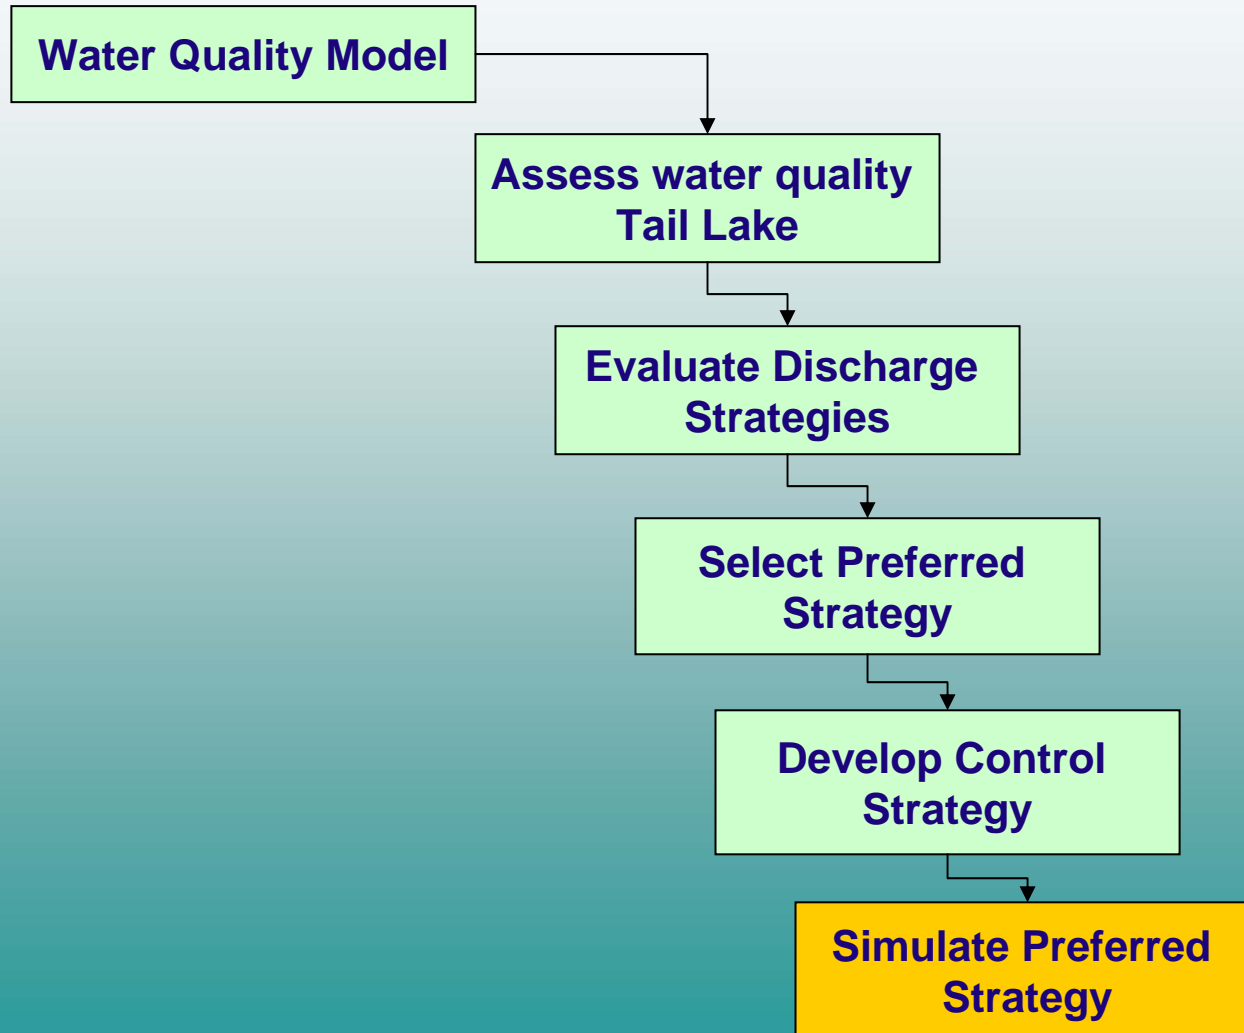 Water Quality Model
Assess water quality
Tail Lake
Evaluate Discharge
Strategies
Select Preferred
Strategy
Develop Control
Strategy
Simulate Preferred
Strategy